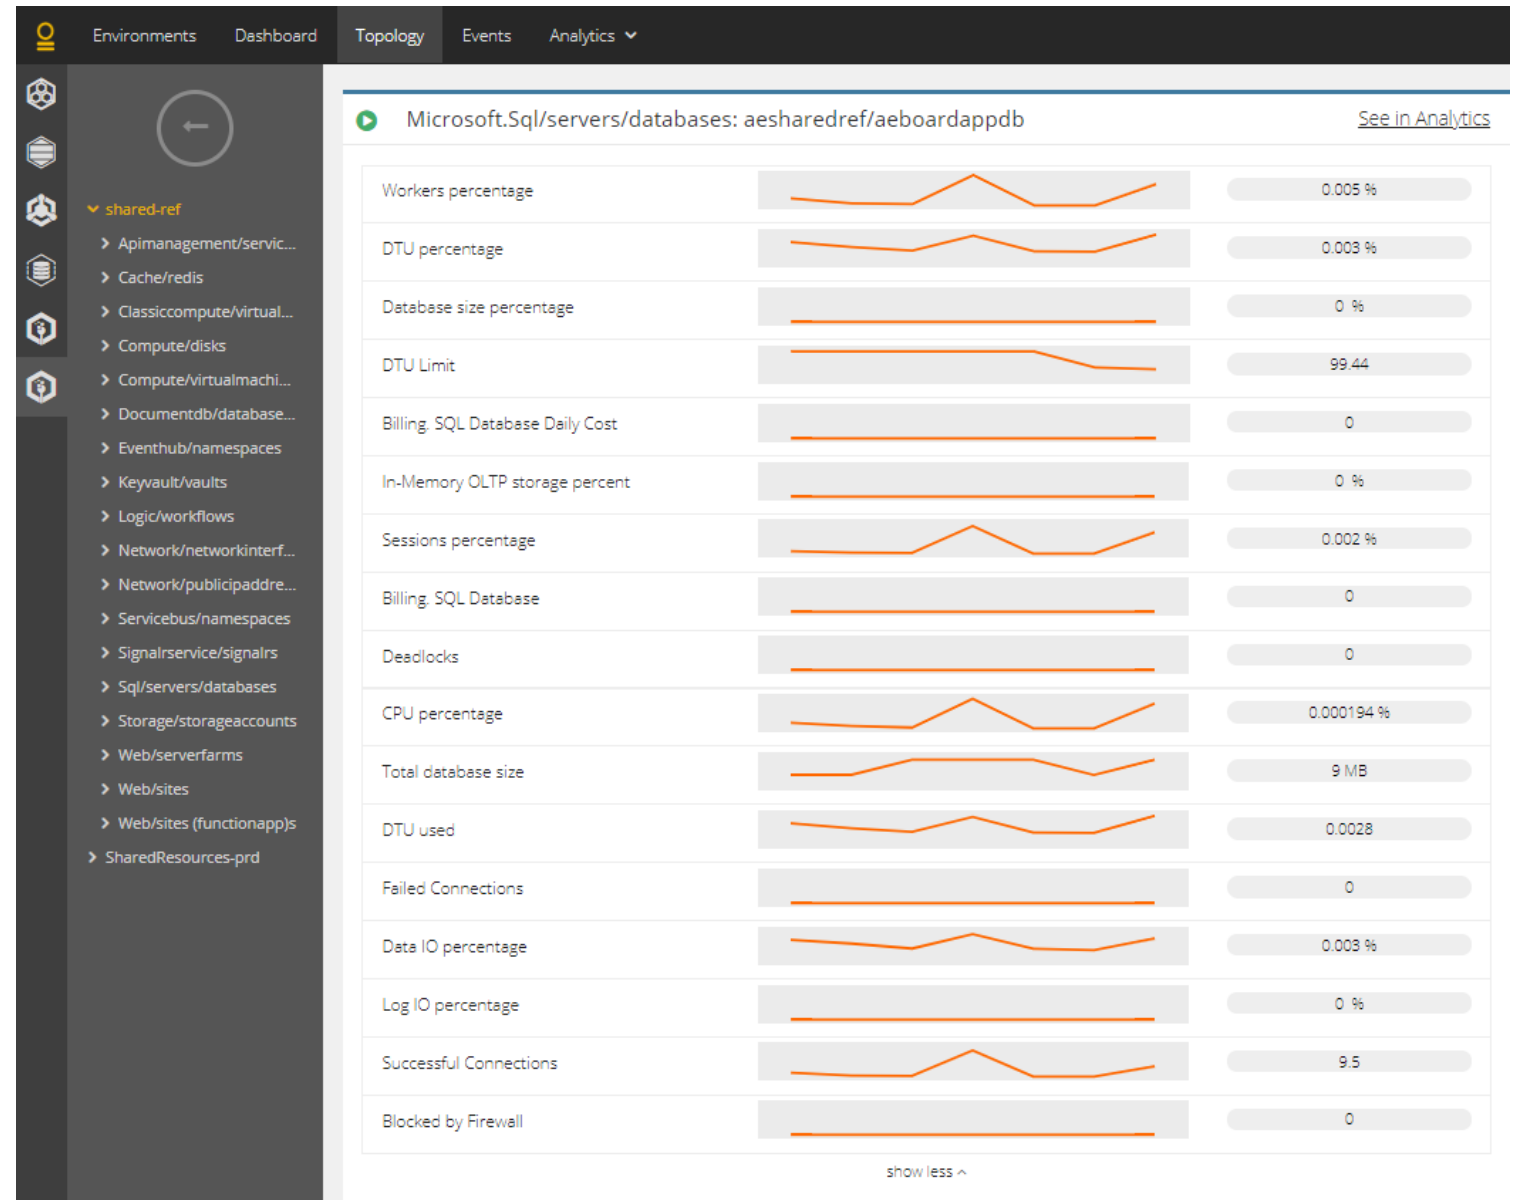 Environments Dashboard Topology Events Analytics
shared-ref
Apimanagement/servic...
Cache/redis
Classiccompute/virtual...
Compute/disks
Compute/virtualmachi...
Documentdb/database...
Eventhub/namespaces
Keyvault/vaults
Logic/workflows
Network/networkinterf...
Network/publicipaddre...
Servicebus/namespaces
Signalrservice/signalrs
Sql/servers/databases
Storage/storageaccounts
Web/serverfarms
Web/sites
Web/sites (functionapp)s
SharedResources-prd
Microsoft.Sql/servers/databases: aesharedref/aeboardappdb See in Analytics
Workers percentage 0.005 %
DTU percentage 0.003 %
Database size percentage 0 %
DTU Limit 99.44
Billing. SQL Database Daily Cost 0
In-Memory OLTP storage percent 0 %
Sessions percentage 0.002 %
Billing. SQL Database 0
Deadlocks 0
CPU percentage 0.000194 %
Total database size 9 MB
DTU used 0.0028
Failed Connections 0
Data IO percentage 0.003 %
Log IO percentage 0 %
Successful Connections 9.5
Blocked by Firewall 0
show less